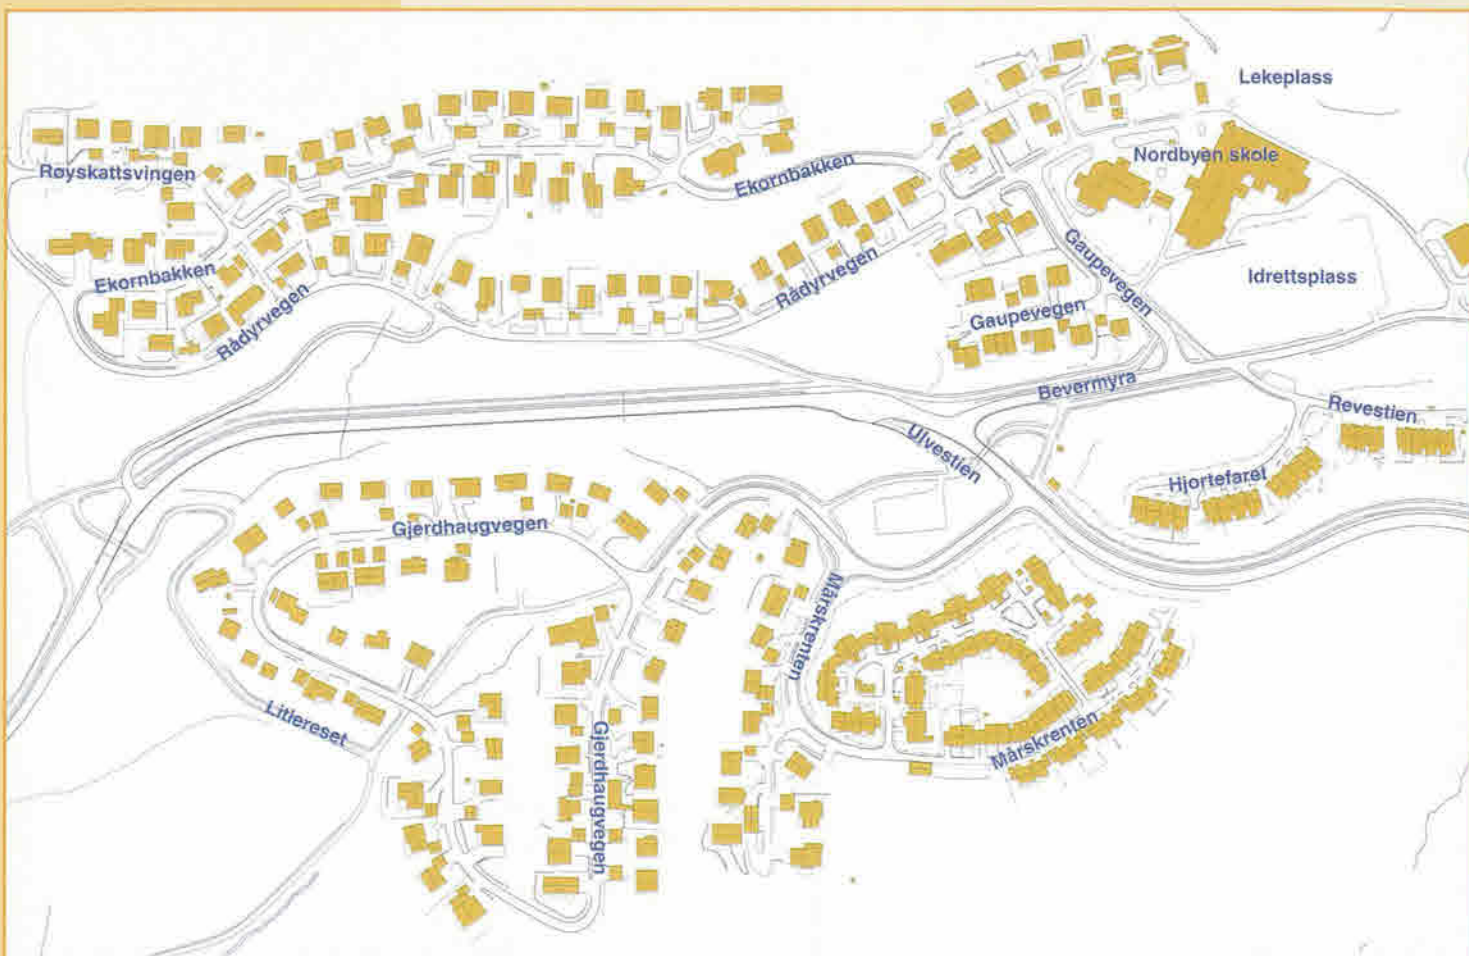 Lekeplass
Nordbyen skole
Røyskattsvingen
Ekornbakken
Gaupevegen
Ekornbakken
Rådyrvegen
Idrettsplass
Rådyrvegen
Gaupevegen
Bevermyra
Revestien
Ulvestien
Hjortefaret
Gjerdhaugvegen
Mårskrenten
Litlereset
Gjerdhaugvegen
Mårskrenten